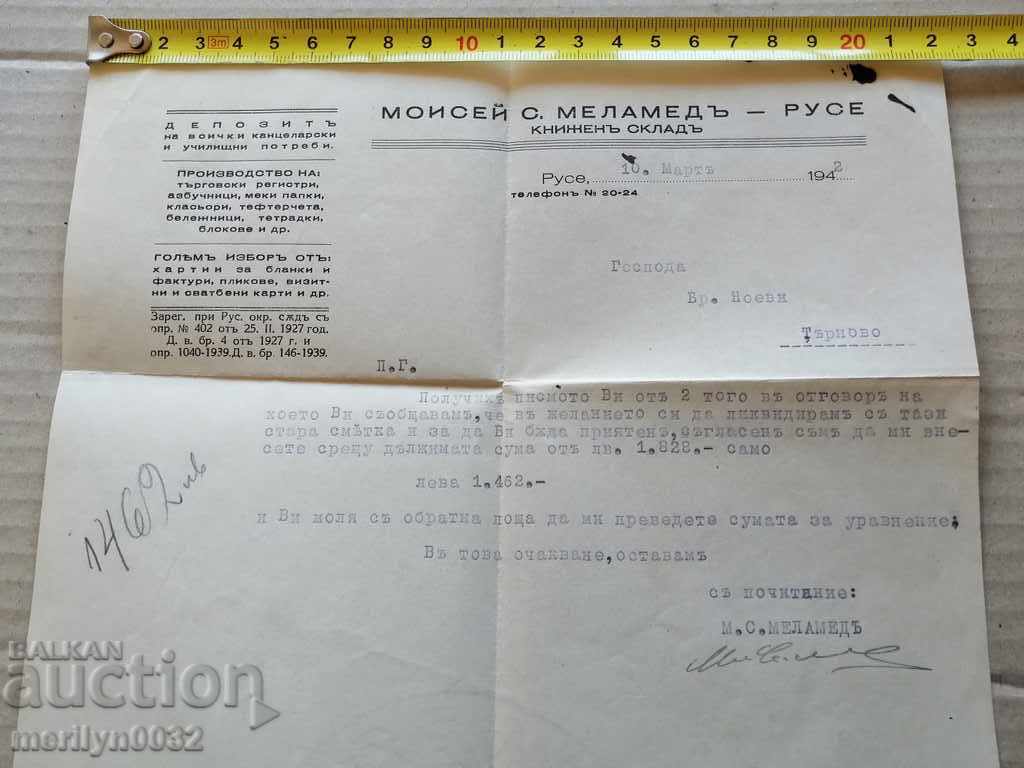 2 3 3m 4 5 6 7 8 9 10 1 2 3 4 5 6 7 8 9 20 1 2 3 4
МОИСЕЙ С. МЕЛАМЕДЪ — РУСЕ
КНИЖЕНЪ СКЛАДЪ
Русе, 10. Мартъ 1942
телефонъ № 20-24
ДЕПОЗИТЪ
на всички канцеларски
и училищни потреби.
ПРОИЗВОДСТВО НА:
търговски регистри,
азбучници, меки папки,
класьори, тефтерчета,
бележници, тетрадки,
блокове и др.
ГОЛѢМЪ ИЗБОРЪ ОТЪ:
хартии за бланки и
фактури, пликове, визит-
ни и сватбени карти и др.
Зарег. при Рус. окр. сѫдъ с
опр. № 402 отъ 25. II. 1927 год.
Д. в. бр. 4 отъ 1927 г. и
опр. 1040-1939. Д. в. бр. 146-1939.
Господа
Бр. Ноеви
Търново
П.Г.
Получихъ писмото Ви отъ 2 того въ отговоръ на
което Ви съобщавамъ, че въ желанието си да ликвидирамъ съ тази
стара смѣтка и за да Ви бѫда приятенъ, съгласенъ съмъ да ми вне-
сете срещу дължимата сума отъ лв. 1.828.- само
лева 1.462.-
и Ви моля съ обратна поща да ми преведете сумата за уравнение;
Въ това очакване, оставамъ
съ почитание:
М.С.МЕЛАМЕДЪ
1462 лв
BALKAN
auction
merilyn0032